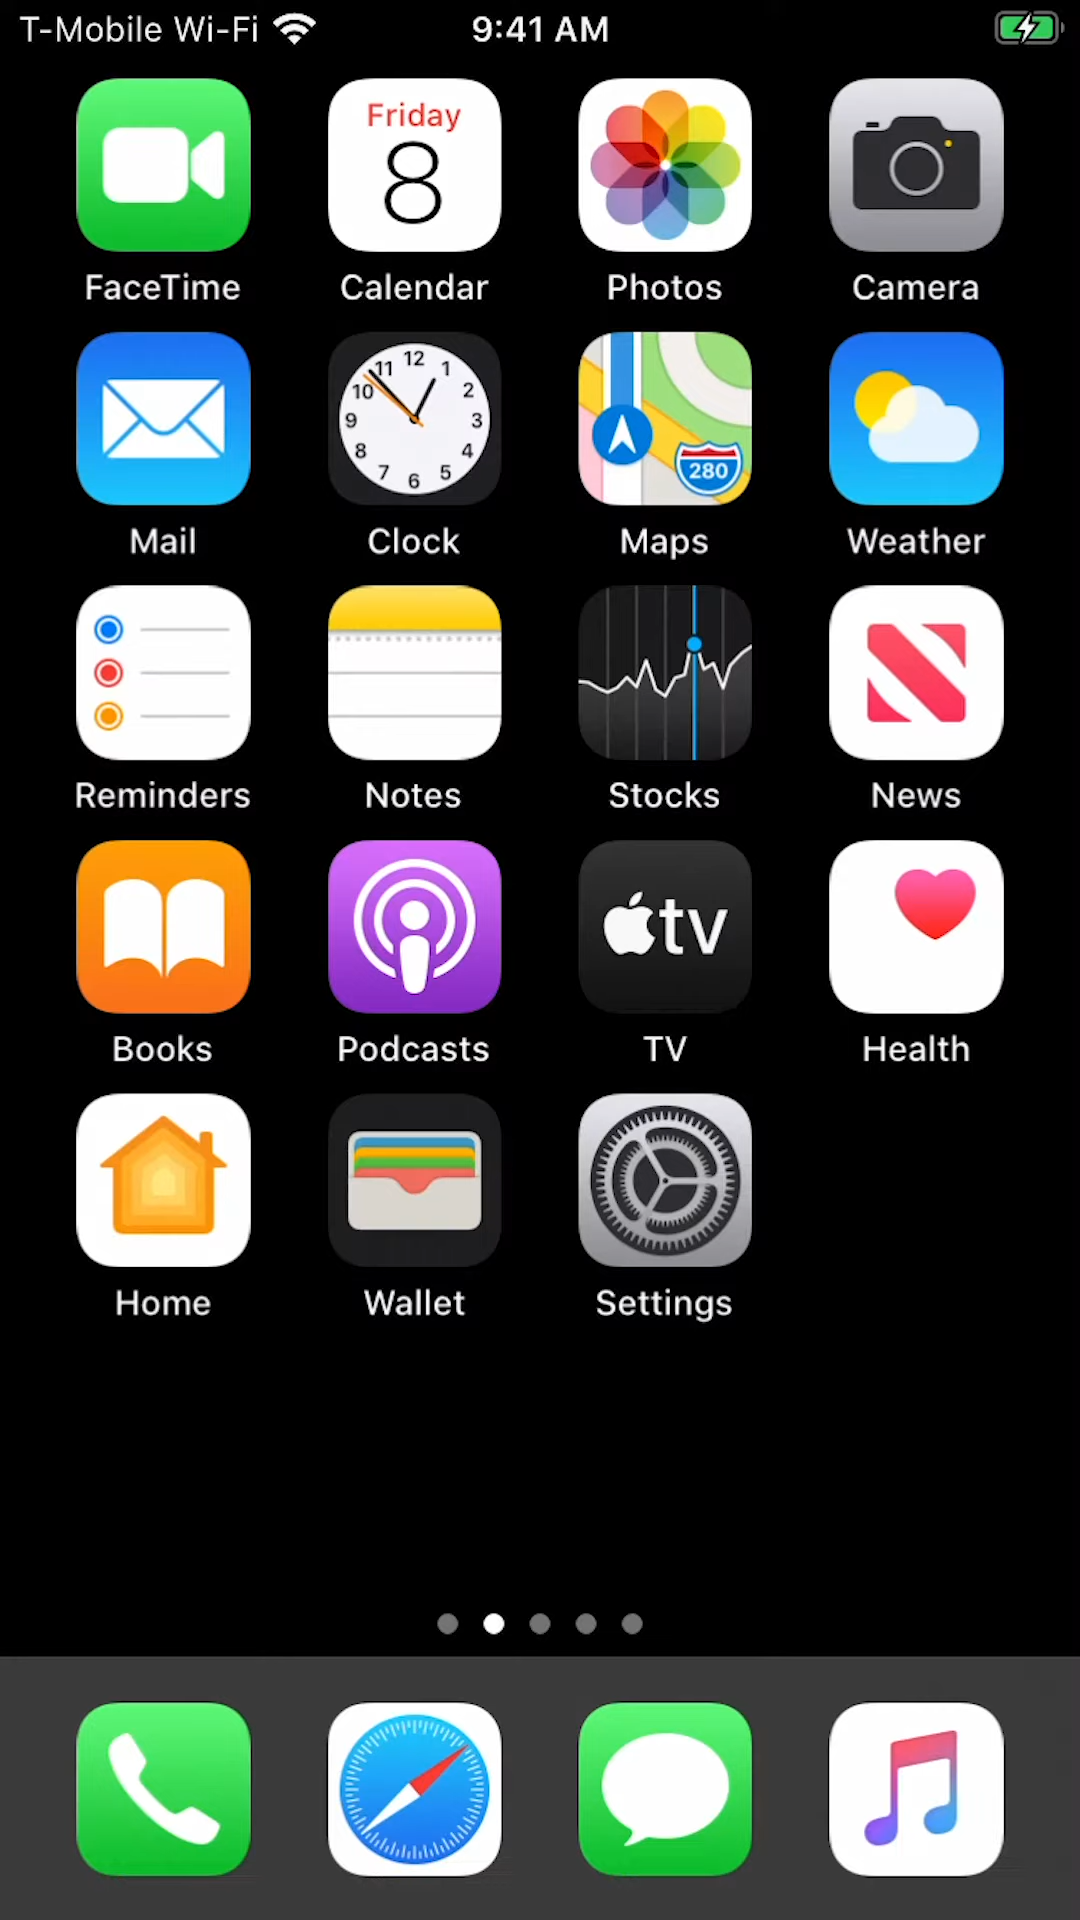 T-Mobile Wi-Fi 9:41 AM
Friday
8
FaceTime Calendar Photos Camera
12
11 1
10 2
9 3
8 4
7 5
6
280
Mail Clock Maps Weather
Reminders Notes Stocks News
tv
Books Podcasts TV Health
Home Wallet Settings